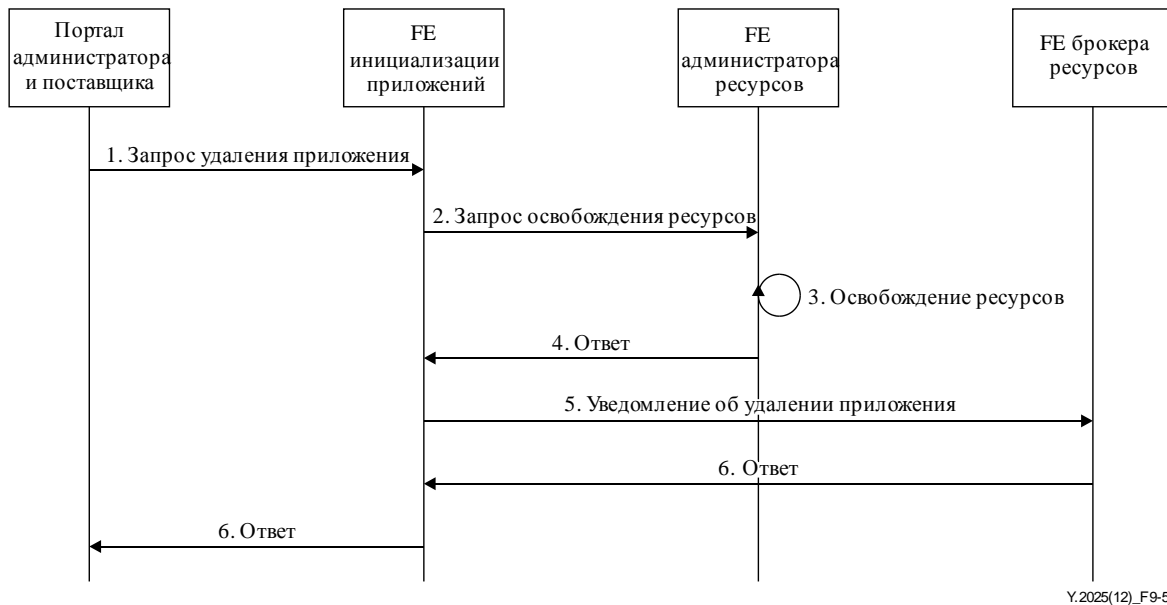 Портал
администратора
и поставщика
FE
инициализации
приложений
FE
администратора
ресурсов
FE брокера
ресурсов
1. Запрос удаления приложения
2. Запрос освобождения ресурсов
3. Освобождение ресурсов
4. Ответ
5. Уведомление об удалении приложения
6. Ответ
6. Ответ
Y.2025(12)_F9-5